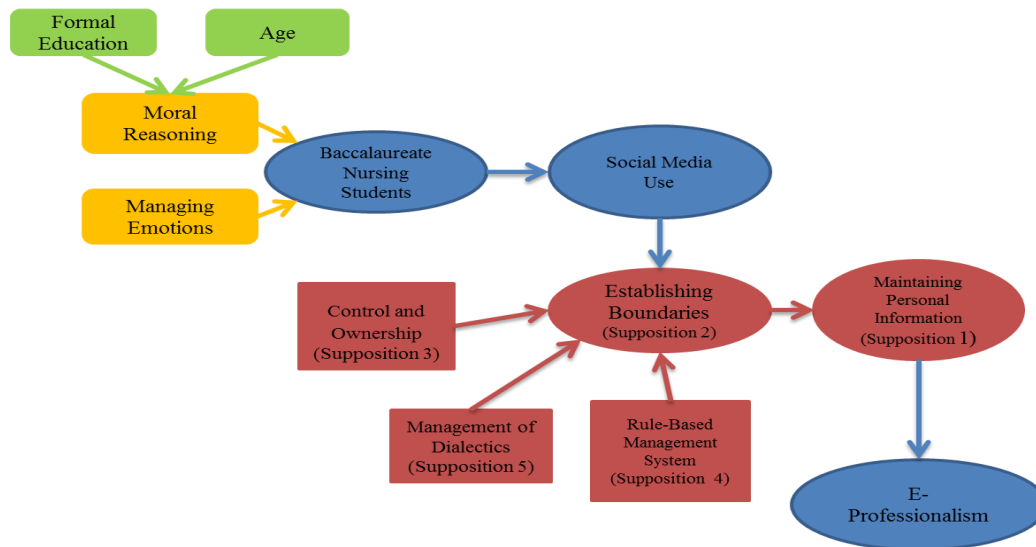 Formal
Education
Age
Moral
Reasoning
Managing
Emotions
Baccalaureate
Nursing
Students
Social Media
Use
Establishing
Boundaries
(Supposition 2)
Maintaining
Personal
Information
(Supposition 1)
Control and
Ownership
(Supposition 3)
Management of
Dialectics
(Supposition 5)
Rule-Based
Management
System
(Supposition 4)
E-
Professionalism